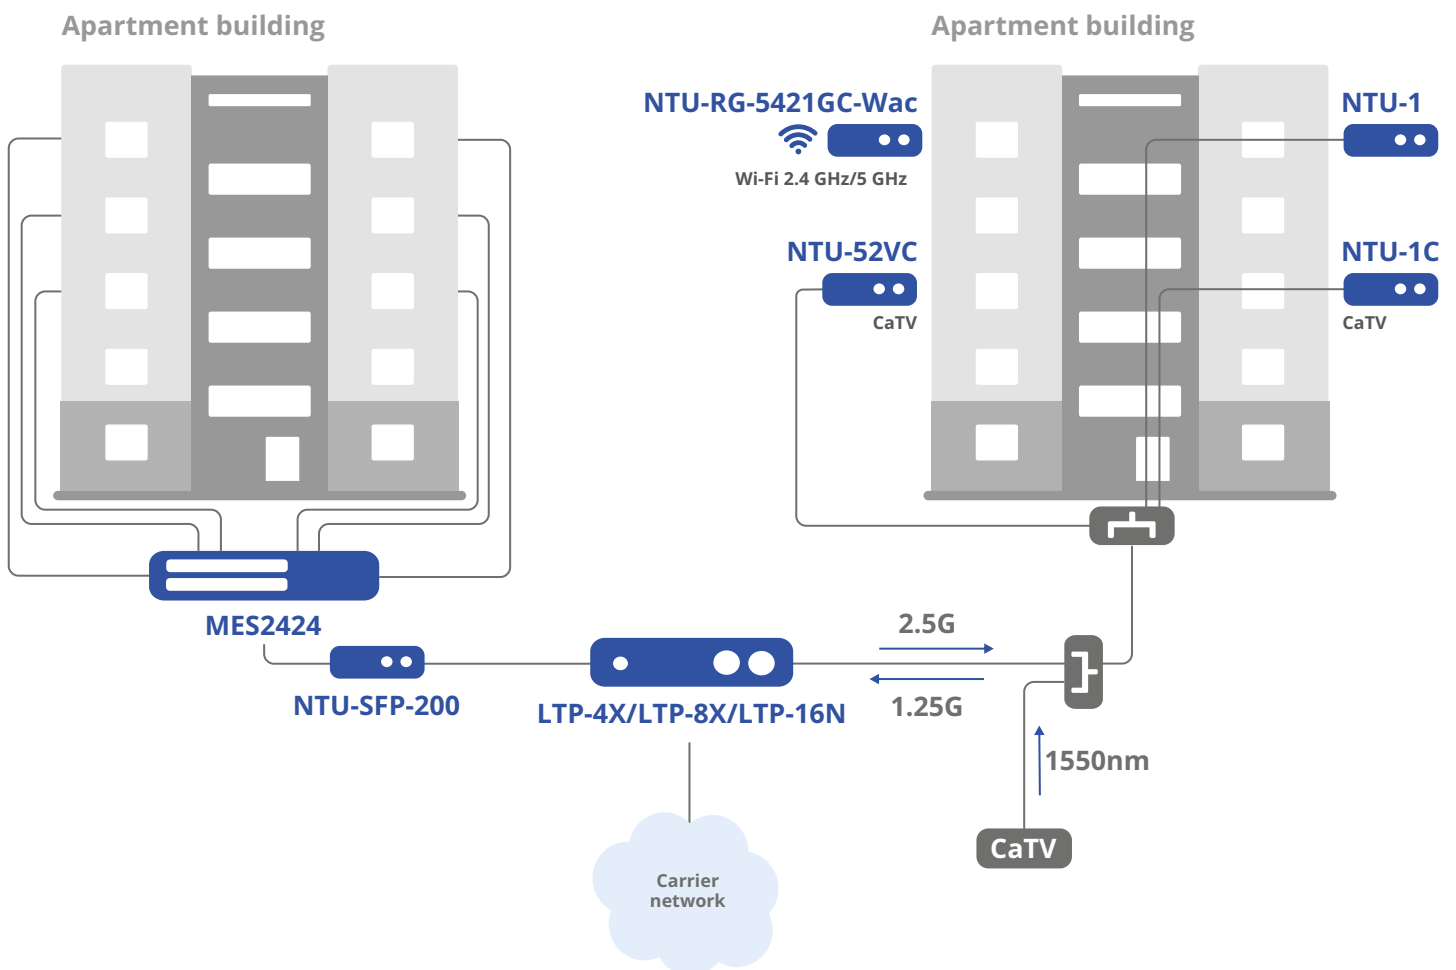 Apartment building
Apartment building
NTU-RG-5421GC-Wac
NTU-1
Wi-Fi 2.4 GHz/5 GHz
NTU-52VC
NTU-1C
CaTV
CaTV
MES2424
2.5G
NTU-SFP-200
LTP-4X/LTP-8X/LTP-16N
1.25G
1550nm
CaTV
Carrier
network